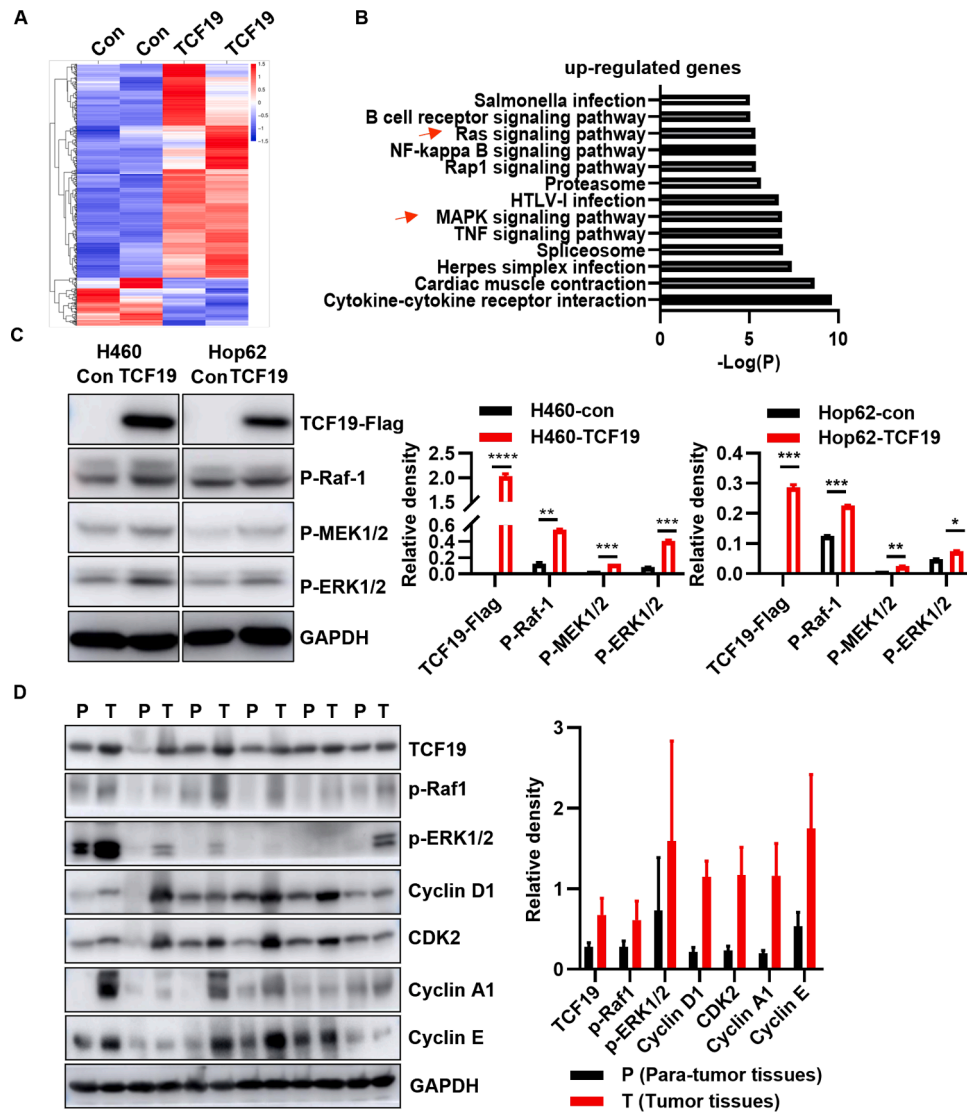 A
Con Con TCF19 TCF19
1.5
1
0.5
0
−0.5
−1
−1.5
B
up-regulated genes
Salmonella infection
B cell receptor signaling pathway
Ras signaling pathway
NF-kappa B signaling pathway
Rap1 signaling pathway
Proteasome
HTLV-I infection
MAPK signaling pathway
TNF signaling pathway
Spliceosome
Herpes simplex infection
Cardiac muscle contraction
Cytokine-cytokine receptor interaction
0 5 10
-Log(P)
C
H460 Hop62
Con TCF19 Con TCF19
TCF19-Flag
P-Raf-1
P-MEK1/2
P-ERK1/2
GAPDH
H460-con
H460-TCF19
Relative density
2.5
2.0
1.5
0.6
0.4
0.2
0.0
**** ** *** ***
TCF19-Flag P-Raf-1 P-MEK1/2 P-ERK1/2
Hop62-con
Hop62-TCF19
Relative density
0.4
0.3
0.2
0.1
0.0
*** *** ** *
TCF19-Flag P-Raf-1 P-MEK1/2 P-ERK1/2
D
P T P T P T P T P T P T
TCF19
p-Raf1
p-ERK1/2
Cyclin D1
CDK2
Cyclin A1
Cyclin E
GAPDH
Relative density
3
2
1
0
TCF19 p-Raf1 p-ERK1/2 Cyclin D1 CDK2 Cyclin A1 Cyclin E
P (Para-tumor tissues)
T (Tumor tissues)